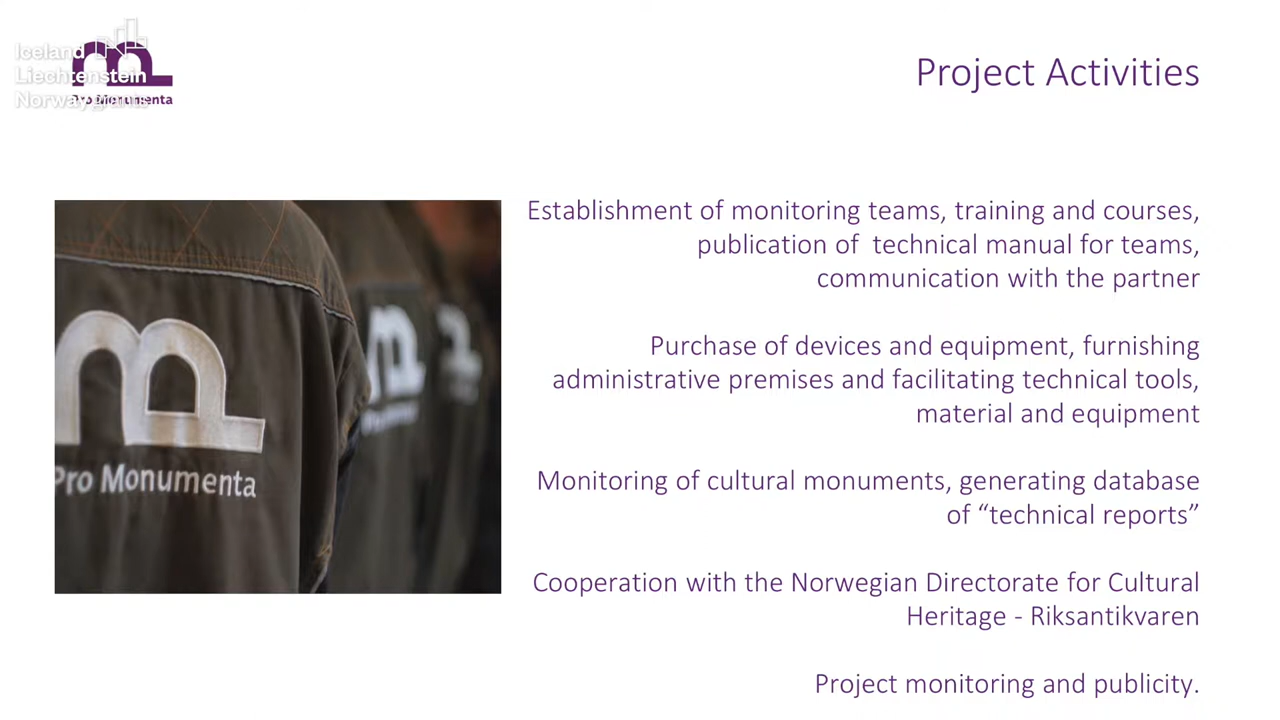 Iceland
Liechtenstein
Norway grants
Pro Monumenta
Project Activities
Establishment of monitoring teams, training and courses,
publication of technical manual for teams,
communication with the partner
Purchase of devices and equipment, furnishing
administrative premises and facilitating technical tools,
material and equipment
Monitoring of cultural monuments, generating database
of “technical reports”
Cooperation with the Norwegian Directorate for Cultural
Heritage - Riksantikvaren
Project monitoring and publicity.
Pro Monumenta